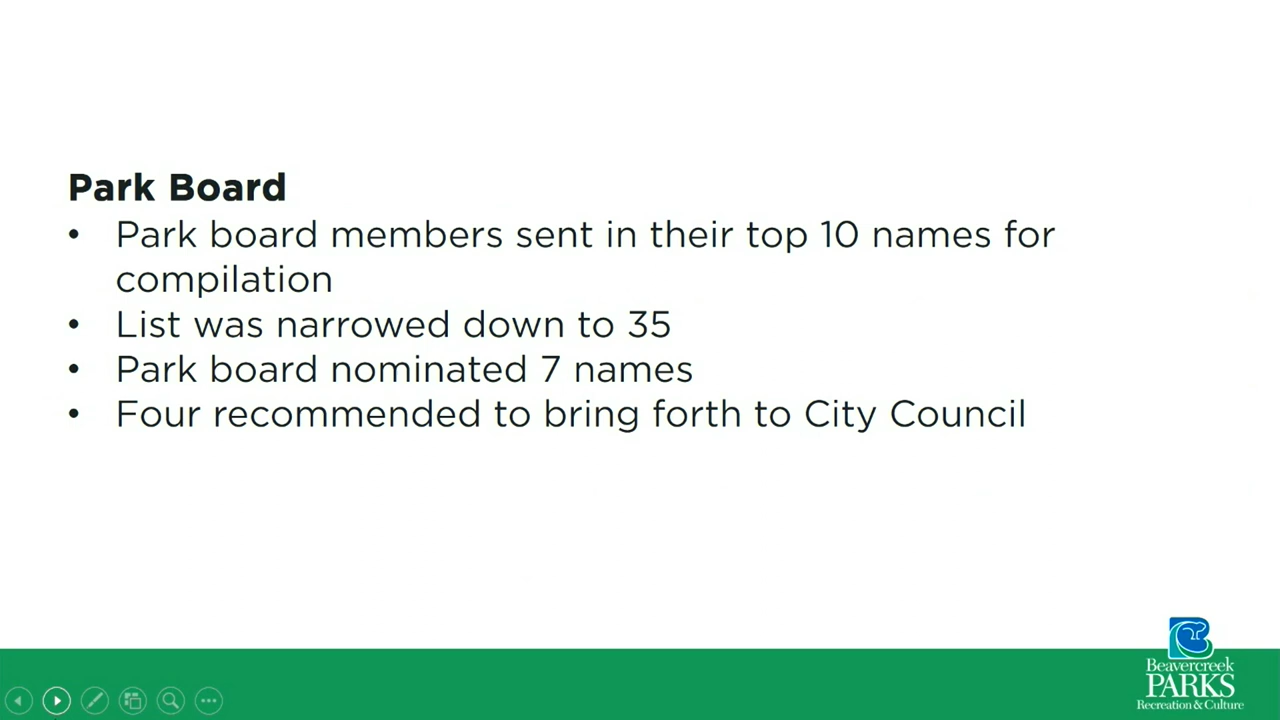 Park Board
• Park board members sent in their top 10 names for
compilation
• List was narrowed down to 35
• Park board nominated 7 names
• Four recommended to bring forth to City Council
Beavercreek
PARKS
Recreation & Culture